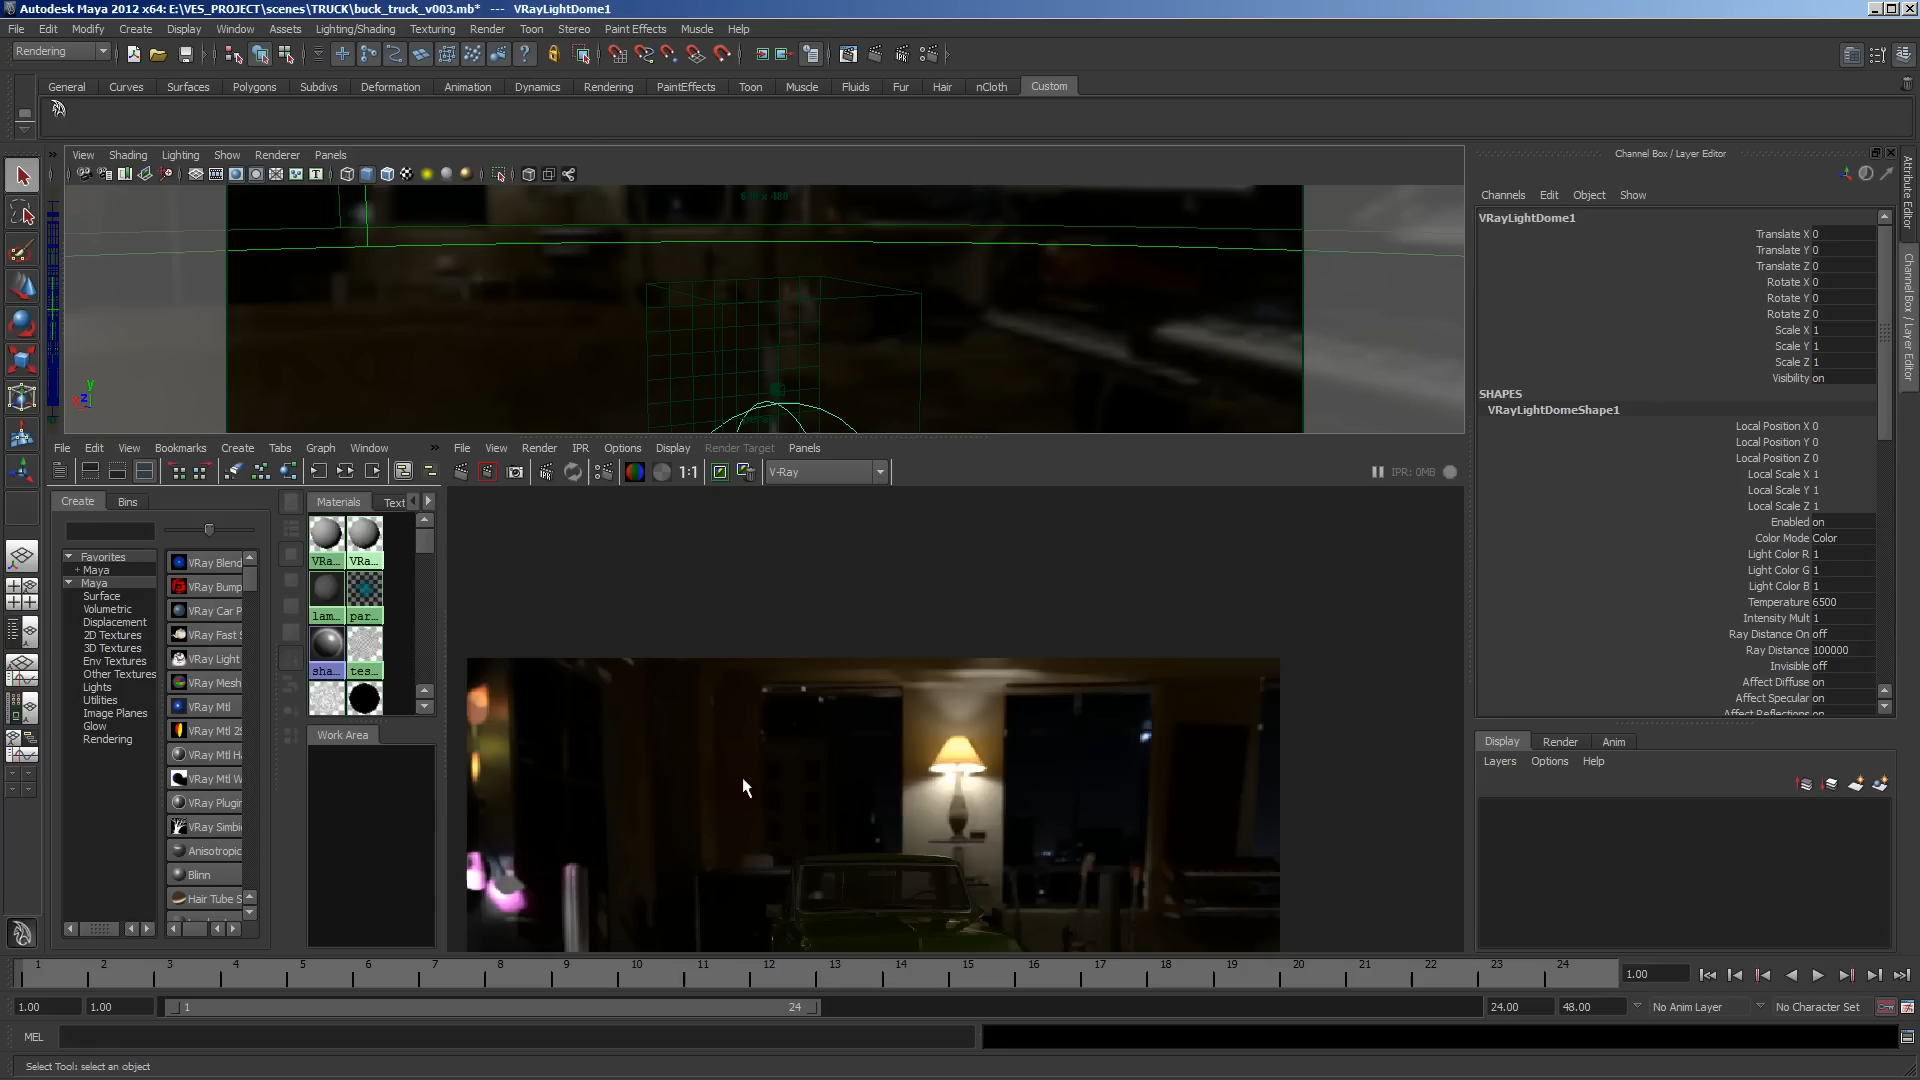 Autodesk Maya 2012 x64: E:\VES_PROJECT\scenes\TRUCK\buck_truck_v003.mb* --- VRayLightDome1
File Edit Modify Create Display Window Assets Lighting/Shading Texturing Render Toon Stereo Paint Effects Muscle Help
Rendering
General Curves Surfaces Polygons Subdivs Deformation Animation Dynamics Rendering PaintEffects Toon Muscle Fluids Fur Hair nCloth Custom
View Shading Lighting Show Renderer Panels
Channel Box / Layer Editor
Channels Edit Object Show
VRayLightDome1
Translate X 0
Translate Y 0
Translate Z 0
Rotate X 0
Rotate Y 0
Rotate Z 0
Scale X 1
Scale Y 1
Scale Z 1
Visibility on
SHAPES
VRayLightDomeShape1
Local Position X 0
Local Position Y 0
Local Position Z 0
Local Scale X 1
Local Scale Y 1
Local Scale Z 1
Enabled on
Color Mode Color
Light Color R 1
Light Color G 1
Light Color B 1
Temperature 6500
Intensity Mult 1
Ray Distance On off
Ray Distance 100000
Invisible off
Affect Diffuse on
Affect Specular on
Affect Reflections on
Attribute Editor
Channel Box / Layer Editor
y
z
File Edit View Bookmarks Create Tabs Graph Window
File View Render IPR Options Display Render Target Panels
1:1
V-Ray
IPR: 0MB
Create Bins
Materials Text
Favorites
+ Maya
Maya
Surface
Volumetric
Displacement
2D Textures
3D Textures
Env Textures
Other Textures
Lights
Utilities
Image Planes
Glow
Rendering
VRay Blend
VRay Bump
VRay Car P
VRay Fast S
VRay Light
VRay Mesh
VRay Mtl
VRay Mtl 2S
VRay Mtl Ha
VRay Mtl W
VRay Plugin
VRay Simbi
Anisotropic
Blinn
Hair Tube S
VRa... VRa...
lam... par...
sha... tes...
Work Area
Display Render Anim
Layers Options Help
1 2 3 4 5 6 7 8 9 10 11 12 13 14 15 16 17 18 19 20 21 22 23 24
1.00
1.00 1.00 1 24 24.00 48.00 No Anim Layer No Character Set
MEL
Select Tool: select an object